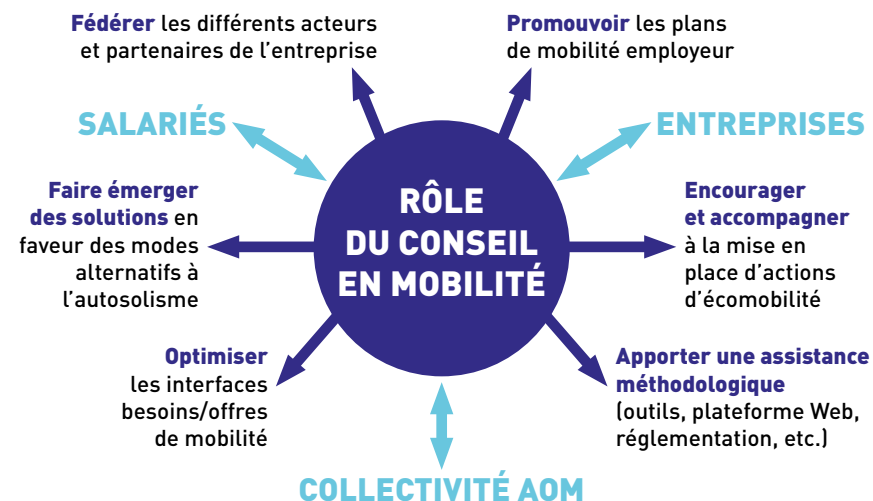 Fédérer les différents acteurs
et partenaires de l'entreprise
Promouvoir les plans
de mobilité employeur
SALARIÉS
ENTREPRISES
RÔLE
DU CONSEIL
EN MOBILITÉ
Faire émerger
des solutions en
faveur des modes
alternatifs à
l'autosolisme
Encourager
et accompagner
à la mise en
place d'actions
d'écomobilité
Optimiser
les interfaces
besoins/offres
de mobilité
Apporter une assistance
méthodologique
(outils, plateforme Web,
réglementation, etc.)
COLLECTIVITÉ AOM